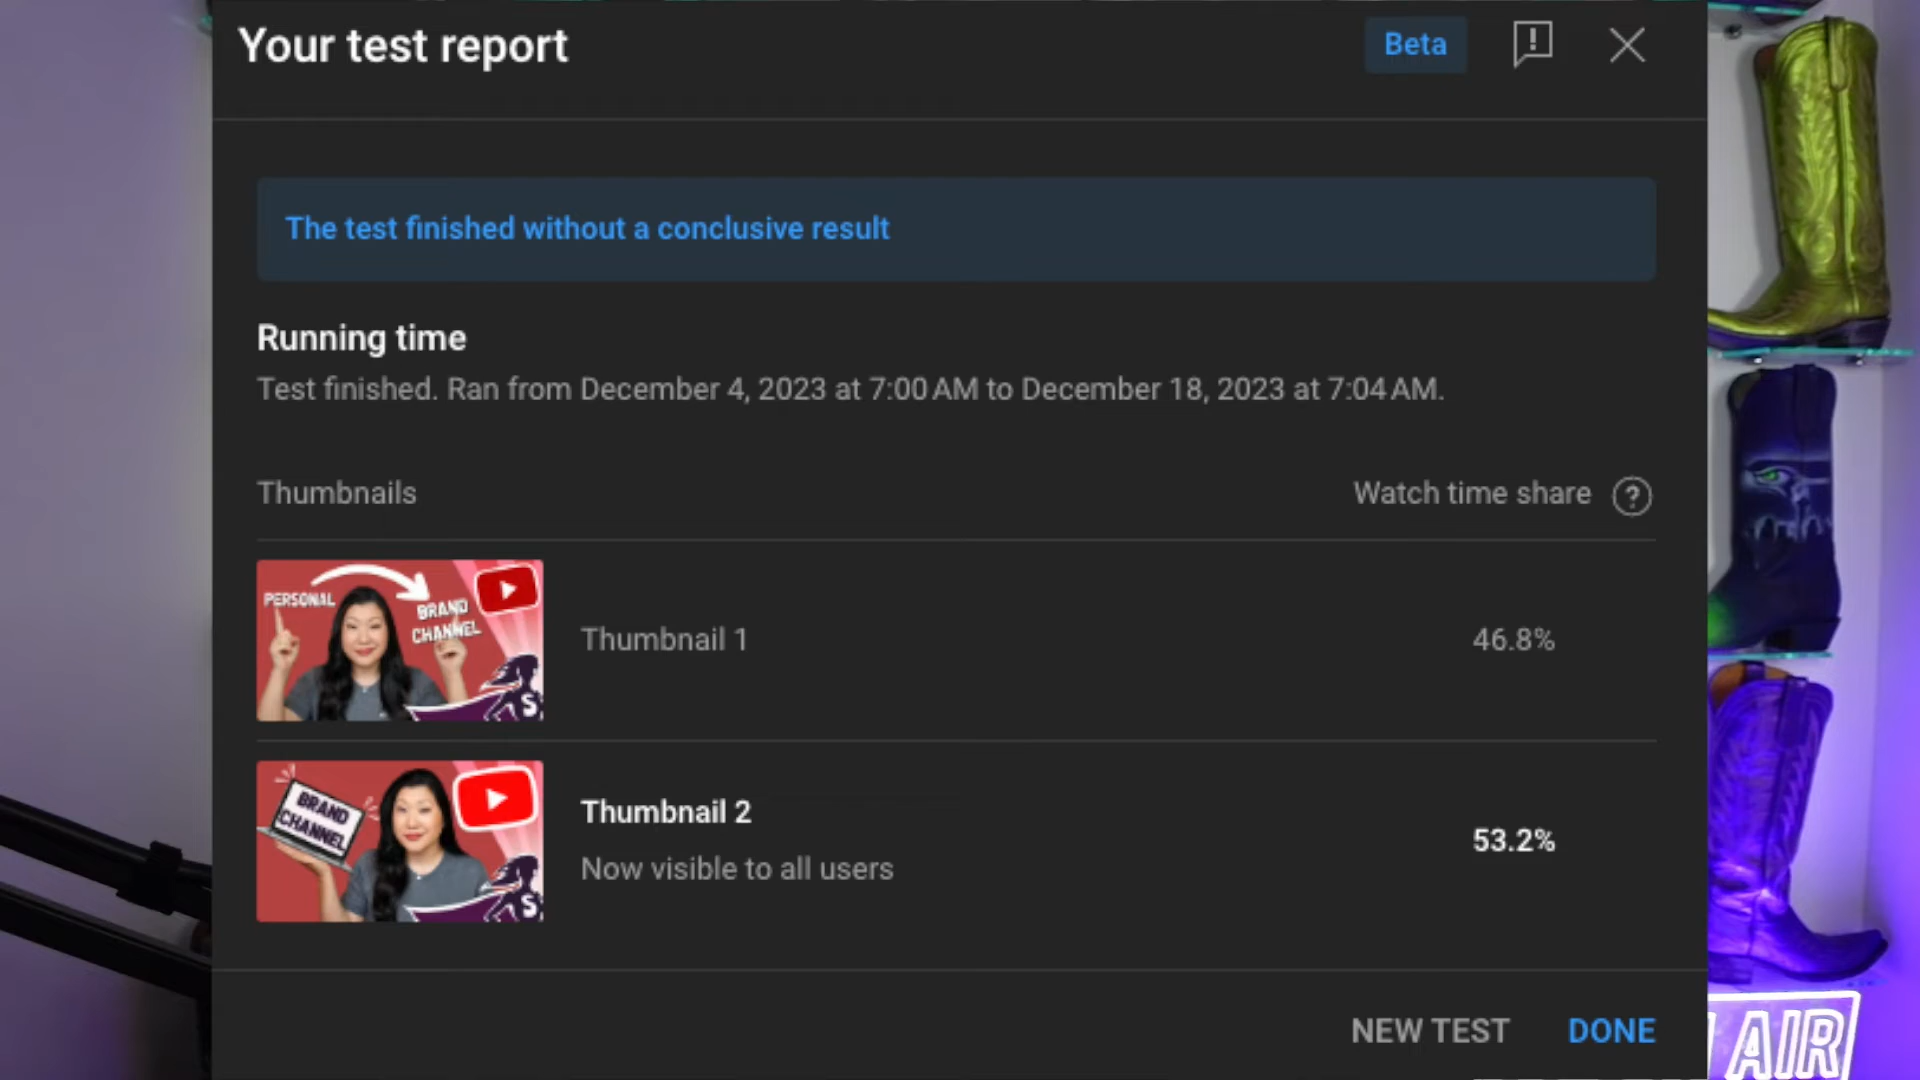 Your test report
Beta
The test finished without a conclusive result
Running time
Test finished. Ran from December 4, 2023 at 7:00 AM to December 18, 2023 at 7:04 AM.
Thumbnails
Watch time share
PERSONAL
BRAND
CHANNEL
S
Thumbnail 1
46.8%
BRAND
CHANNEL
S
Thumbnail 2
Now visible to all users
53.2%
NEW TEST
DONE
AIR